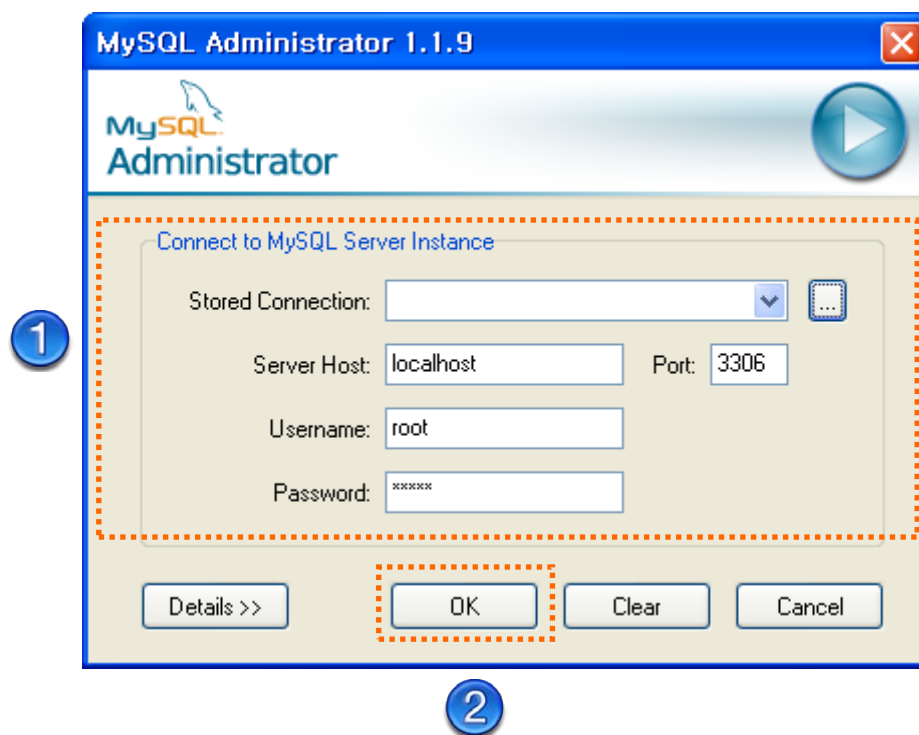 MySQL Administrator 1.1.9
MySQL
Administrator
Connect to MySQL Server Instance
Stored Connection:
...
1
Server Host: localhost Port: 3306
Username: root
Password: *****
Details >> OK Clear Cancel
2